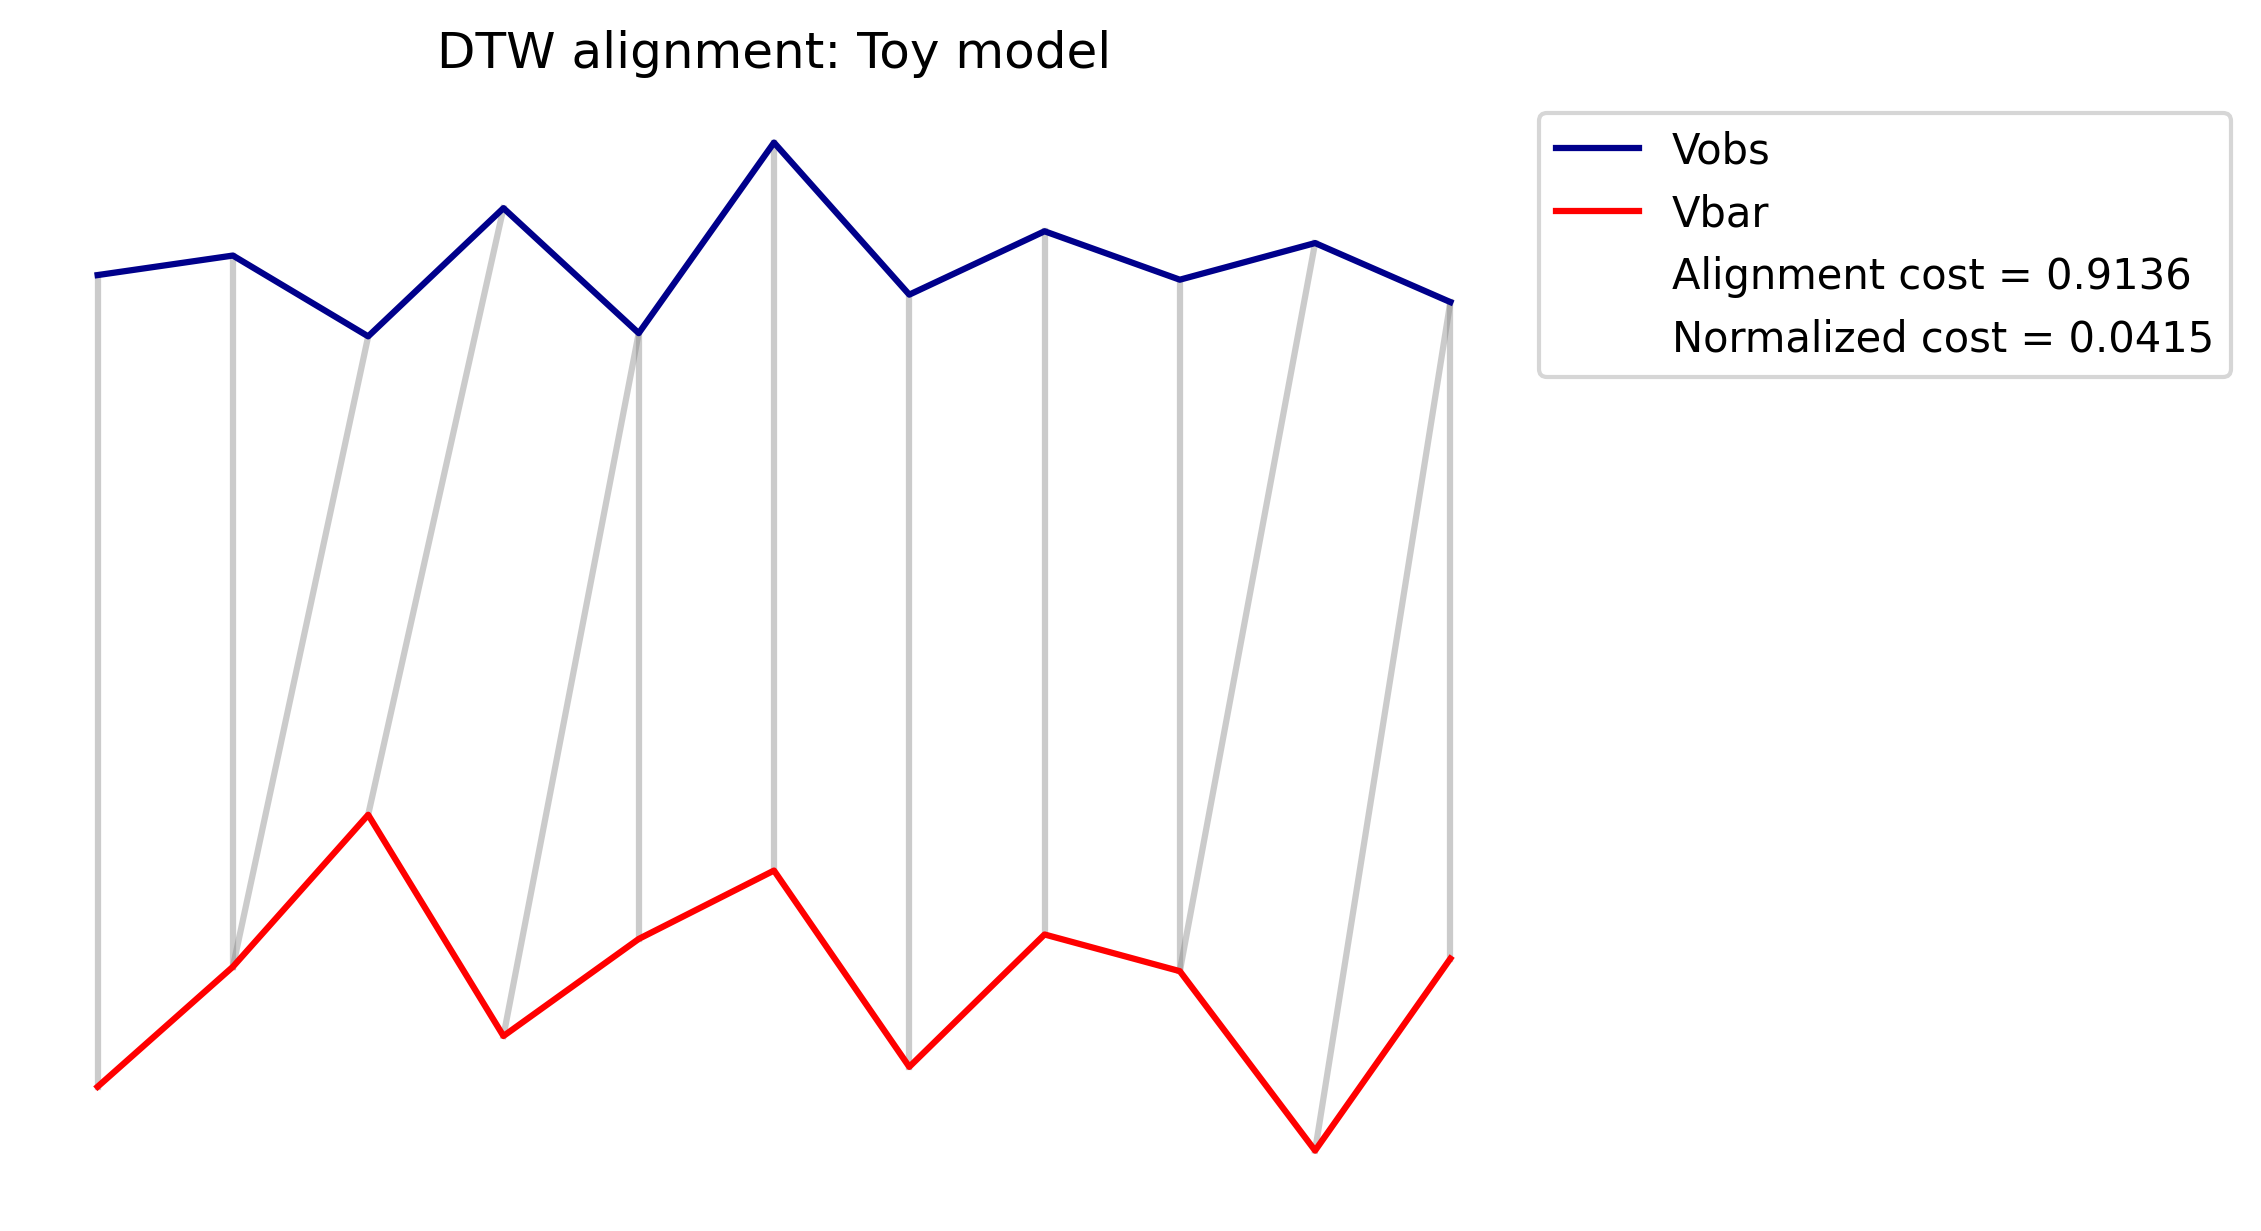 DTW alignment: Toy model
Vobs
Vbar
Alignment cost = 0.9136
Normalized cost = 0.0415